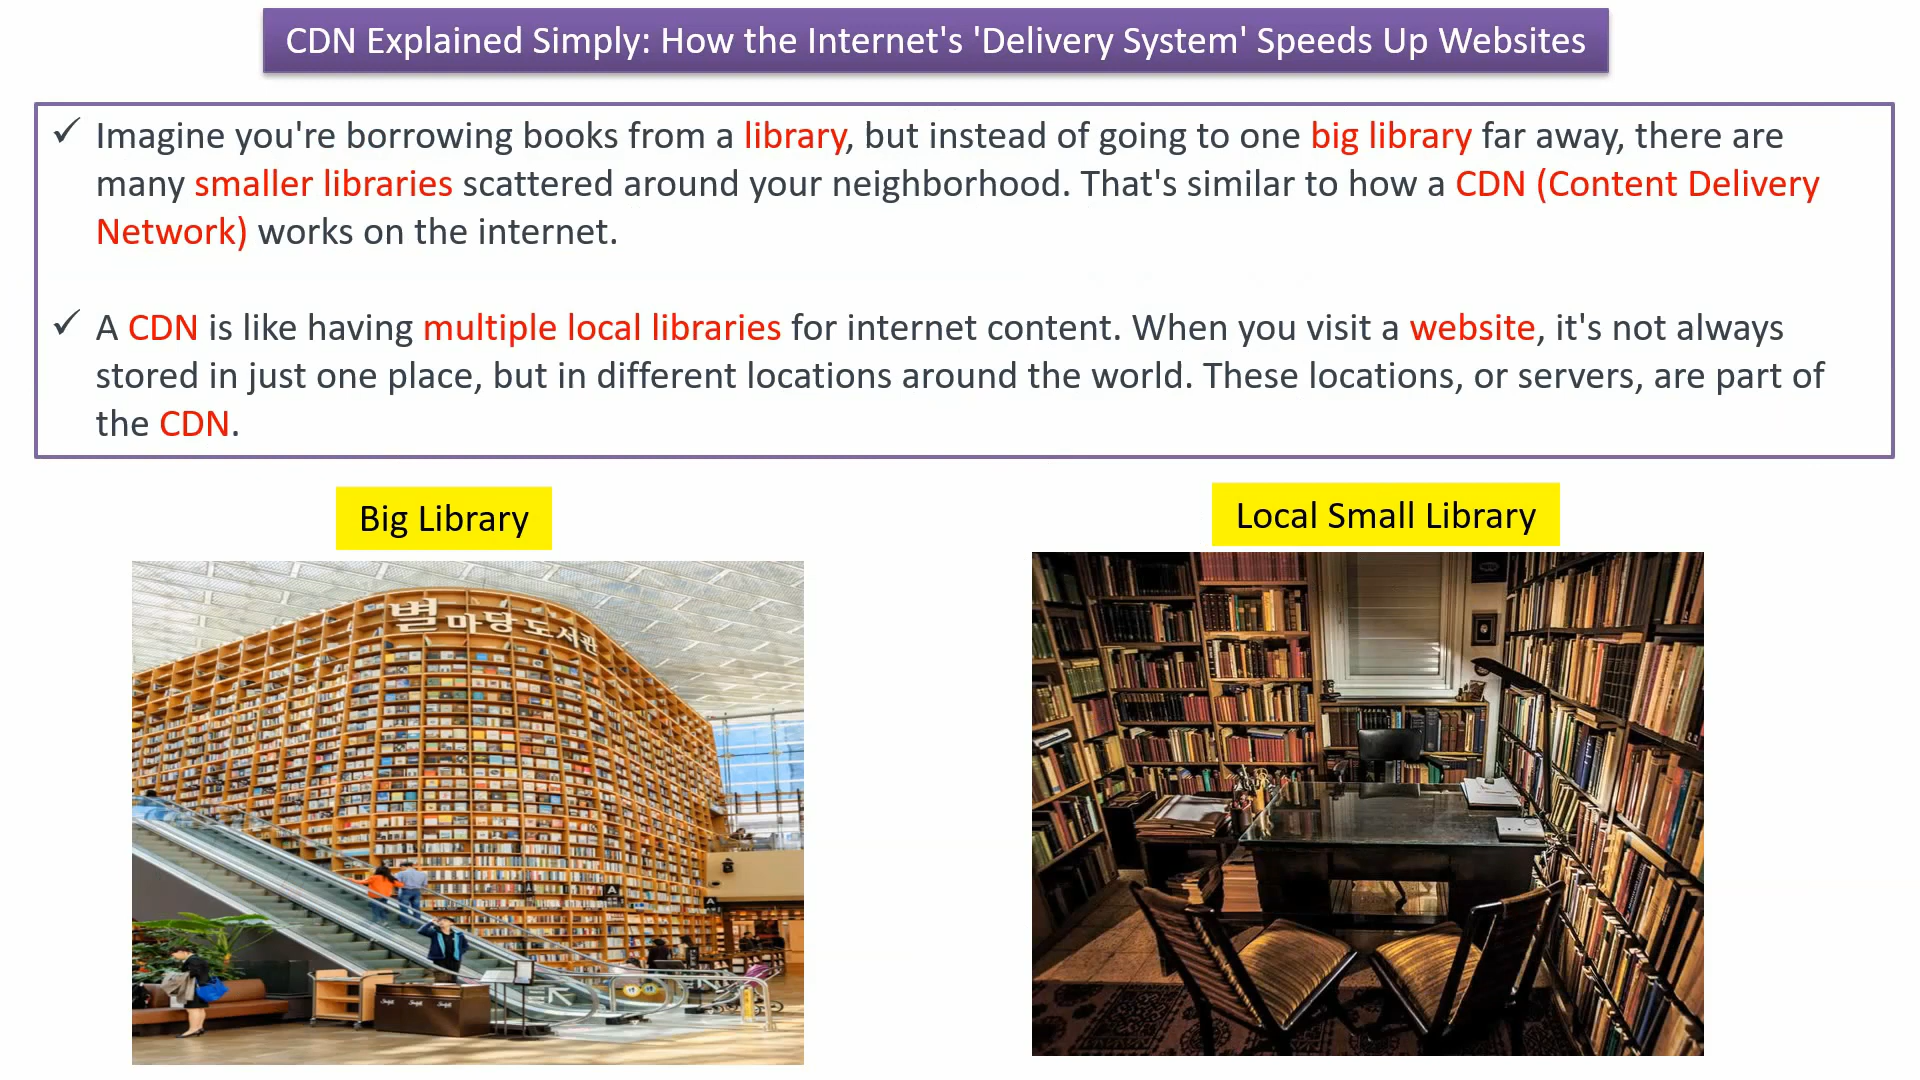 CDN Explained Simply: How the Internet's 'Delivery System' Speeds Up Websites
✓ Imagine you're borrowing books from a library, but instead of going to one big library far away, there are
many smaller libraries scattered around your neighborhood. That's similar to how a CDN (Content Delivery
Network) works on the internet.
✓ A CDN is like having multiple local libraries for internet content. When you visit a website, it's not always
stored in just one place, but in different locations around the world. These locations, or servers, are part of
the CDN.
Big Library
Local Small Library
별마당 도서관